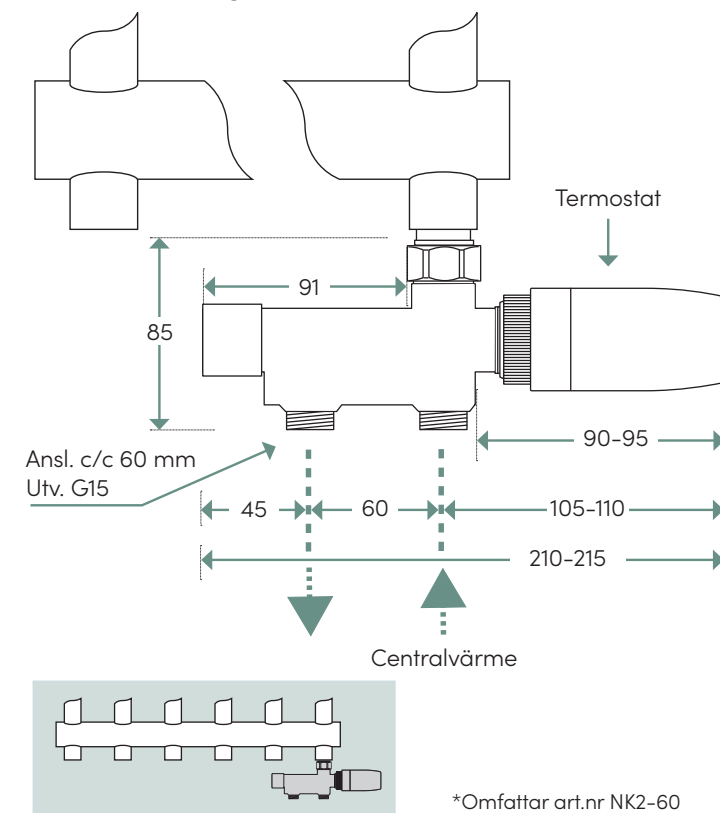 Termostat
91
85
90-95
Ansl. c/c 60 mm
Utv. G15
45
60
105-110
210-215
Centralvärme
*Omfattar art.nr NK2-60